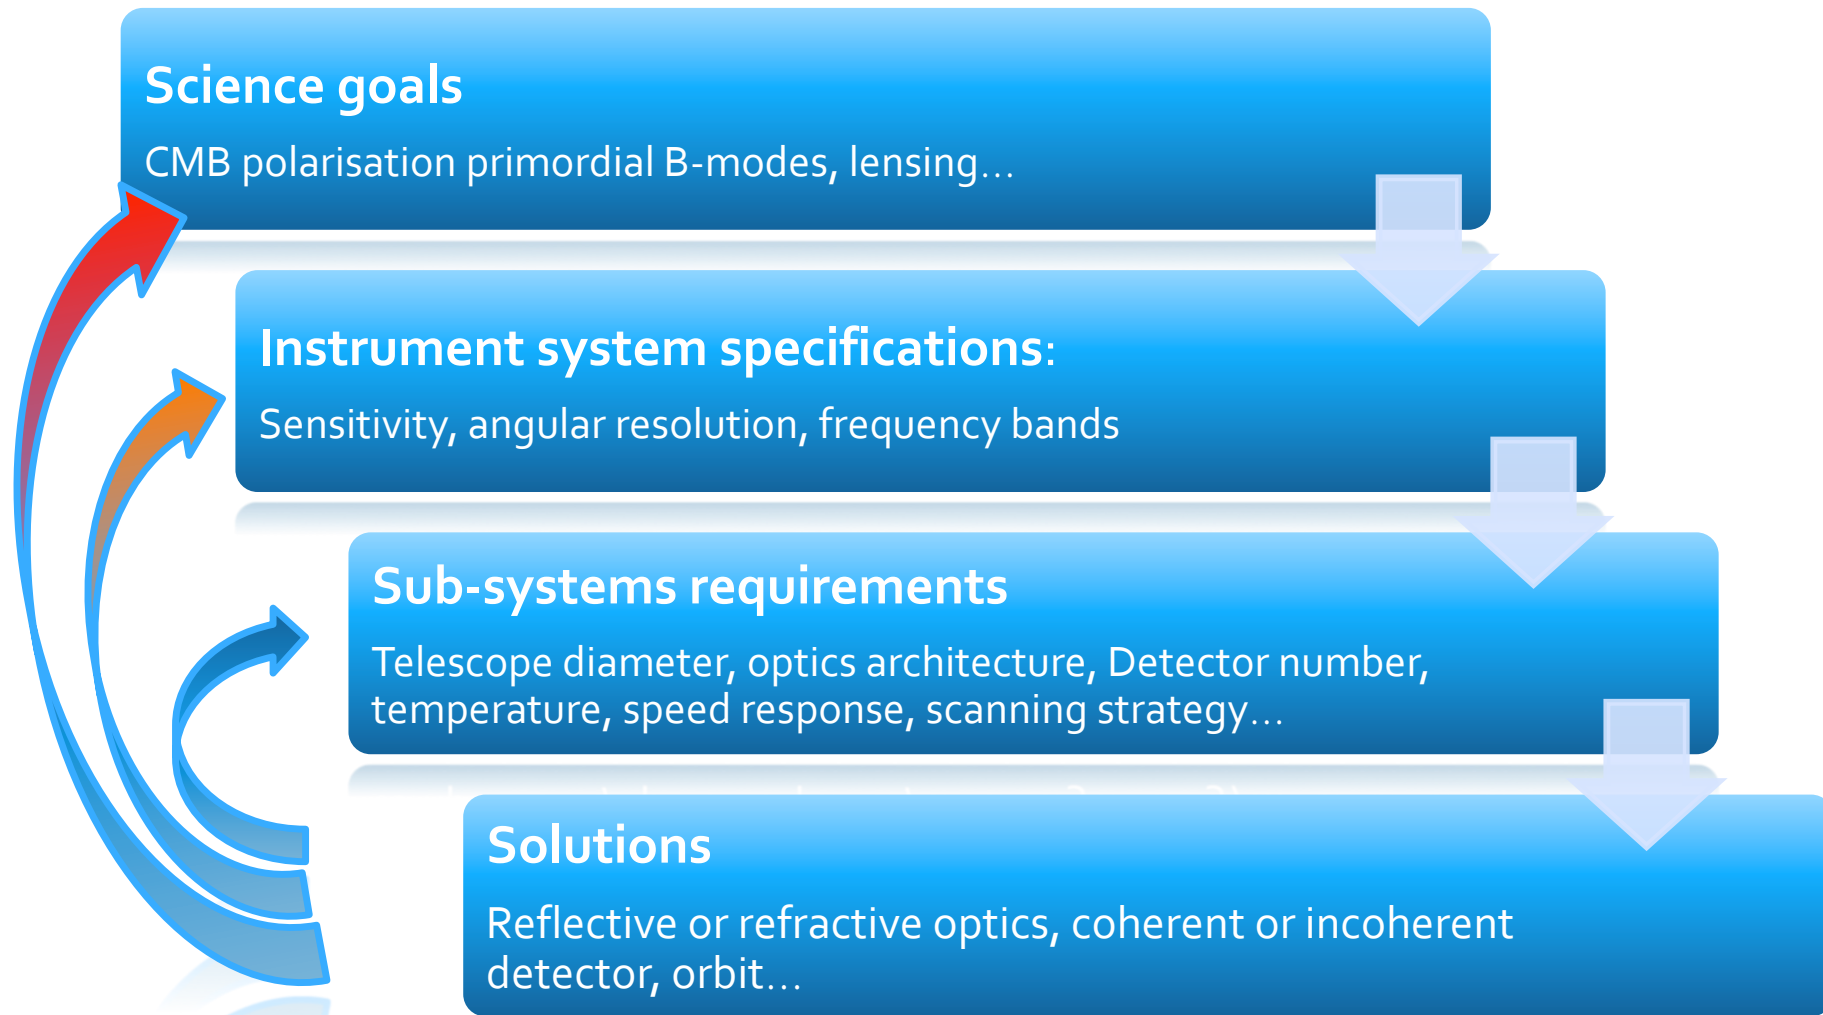 Science goals
CMB polarisation primordial B-modes, lensing…
Instrument system specifications:
Sensitivity, angular resolution, frequency bands
Sub-systems requirements
Telescope diameter, optics architecture, Detector number,
temperature, speed response, scanning strategy…
Solutions
Reflective or refractive optics, coherent or incoherent
detector, orbit…